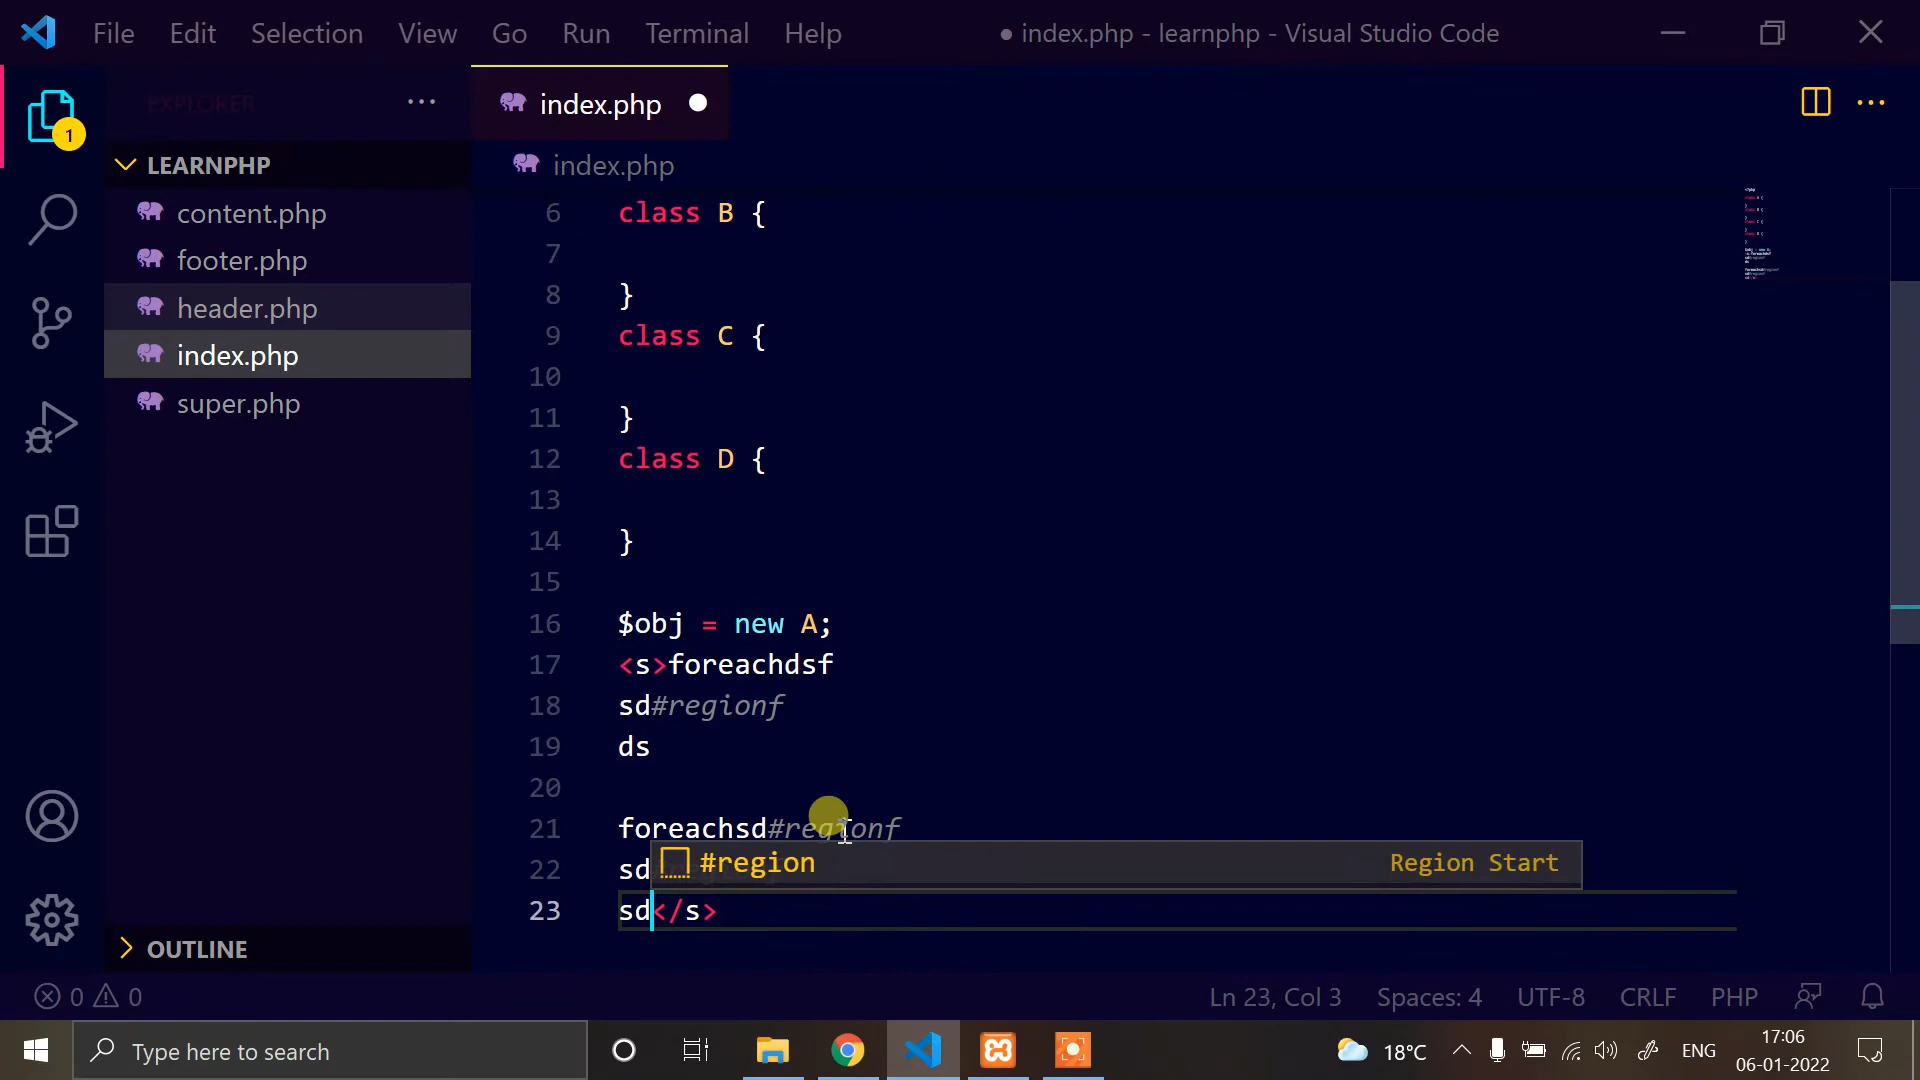 File Edit Selection View Go Run Terminal Help
● index.php - learnphp - Visual Studio Code
EXPLORER
index.php
1
LEARNPHP
index.php
content.php
footer.php
header.php
index.php
super.php
6 class B {
7
8 }
9 class C {
10
11 }
12 class D {
13
14 }
15
16 $obj = new A;
17 <s>foreachdsf
18 sd#regionf
19 ds
20
21 foreachsd#regionf
22 sd
#region Region Start
23 sd</s>
OUTLINE
0 0
Ln 23, Col 3 Spaces: 4 UTF-8 CRLF PHP
Type here to search
18°C
ENG
17:06
06-01-2022